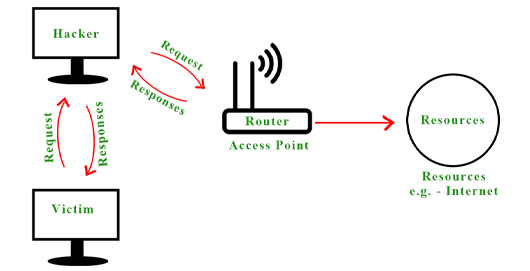 Hacker
Request
Responses
Request
Responses
Router
Access Point
Resources
Resources
e.g. - Internet
Victim